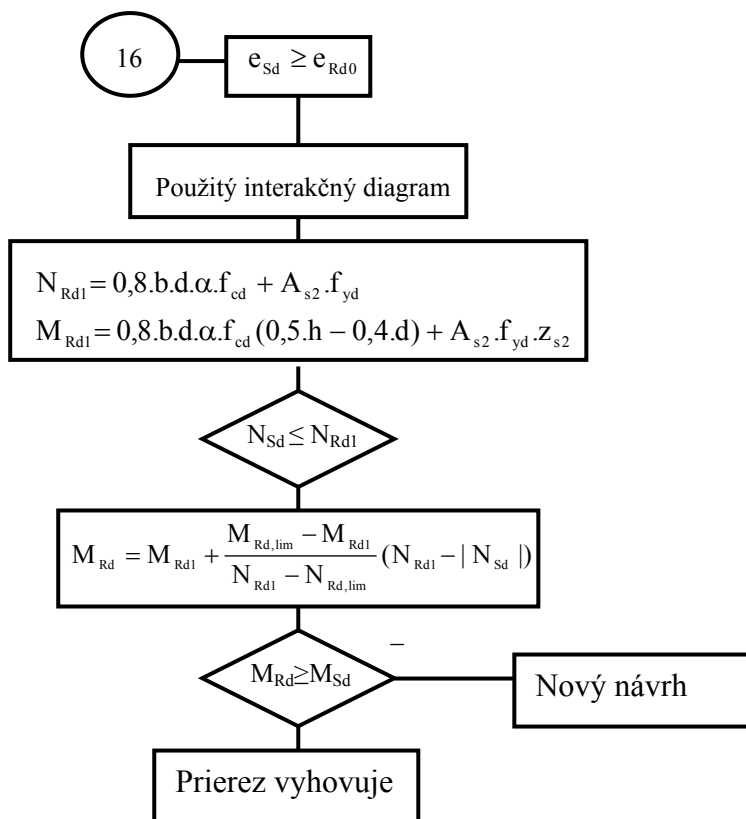 16
e_Sd ≥ e_Rd0
Použitý interakčný diagram
N_Rd1 = 0,8.b.d.α.f_cd + A_s2.f_yd
M_Rd1 = 0,8.b.d.α.f_cd (0,5.h − 0,4.d) + A_s2.f_yd.z_s2
N_Sd ≤ N_Rd1
M_Rd = M_Rd1 + (M_Rd,lim − M_Rd1)/(N_Rd1 − N_Rd,lim) (N_Rd1 − | N_Sd |)
–
M_Rd ≥ M_Sd
Nový návrh
Prierez vyhovuje